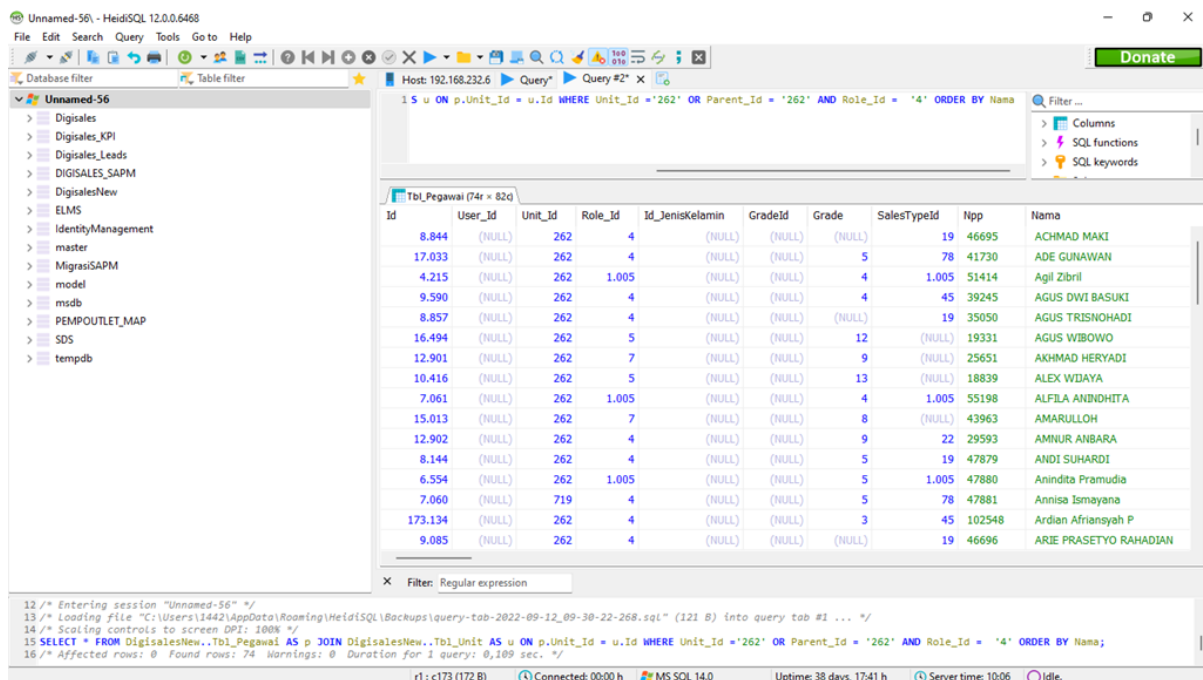 Unnamed-56\ - HeidiSQL 12.0.0.6468
File Edit Search Query Tools Go to Help
Donate
Database filter Table filter
Host: 192.168.232.6 Query* Query #2*
Unnamed-56
Digisales
Digisales_KPI
Digisales_Leads
DIGISALES_SAPM
DigisalesNew
ELMS
IdentityManagement
master
MigrasiSAPM
model
msdb
PEMPOUTLET_MAP
SDS
tempdb
1 S u ON p.Unit_Id = u.Id WHERE Unit_Id ='262' OR Parent_Id = '262' AND Role_Id = '4' ORDER BY Nama
Filter ...
Columns
SQL functions
SQL keywords
Tbl_Pegawai (74r × 82c)
Id User_Id Unit_Id Role_Id Id_JenisKelamin GradeId Grade SalesTypeId Npp Nama
8.844 (NULL) 262 4 (NULL) (NULL) (NULL) 19 46695 ACHMAD MAKI
17.033 (NULL) 262 4 (NULL) (NULL) 5 78 41730 ADE GUNAWAN
4.215 (NULL) 262 1.005 (NULL) (NULL) 4 1.005 51414 Agil Zibril
9.590 (NULL) 262 4 (NULL) (NULL) 4 45 39245 AGUS DWI BASUKI
8.857 (NULL) 262 4 (NULL) (NULL) (NULL) 19 35050 AGUS TRISNOHADI
16.494 (NULL) 262 5 (NULL) (NULL) 12 (NULL) 19331 AGUS WIBOWO
12.901 (NULL) 262 7 (NULL) (NULL) 9 (NULL) 25651 AKHMAD HERYADI
10.416 (NULL) 262 5 (NULL) (NULL) 13 (NULL) 18839 ALEX WIJAYA
7.061 (NULL) 262 1.005 (NULL) (NULL) 4 1.005 55198 ALFILA ANINDHITA
15.013 (NULL) 262 7 (NULL) (NULL) 8 (NULL) 43963 AMARULLOH
12.902 (NULL) 262 4 (NULL) (NULL) 9 22 29593 AMNUR ANBARA
8.144 (NULL) 262 4 (NULL) (NULL) 5 19 47879 ANDI SUHARDI
6.554 (NULL) 262 1.005 (NULL) (NULL) 5 1.005 47880 Anindita Pramudia
7.060 (NULL) 719 4 (NULL) (NULL) 5 78 47881 Annisa Ismayana
173.134 (NULL) 262 4 (NULL) (NULL) 3 45 102548 Ardian Afriansyah P
9.085 (NULL) 262 4 (NULL) (NULL) (NULL) 19 46696 ARIE PRASETYO RAHADIAN
Filter: Regular expression
12 /* Entering session "Unnamed-56" */
13 /* Loading file "C:\Users\1442\AppData\Roaming\HeidiSQL\Backups\query-tab-2022-09-12_09-30-22-268.sql" (121 B) into query tab #1 ... */
14 /* Scaling controls to screen DPI: 100% */
15 SELECT * FROM DigisalesNew..Tbl_Pegawai AS p JOIN DigisalesNew..Tbl_Unit AS u ON p.Unit_Id = u.Id WHERE Unit_Id ='262' OR Parent_Id = '262' AND Role_Id = '4' ORDER BY Nama;
16 /* Affected rows: 0 Found rows: 74 Warnings: 0 Duration for 1 query: 0,109 sec. */
r1 : c173 (172 B) Connected: 00:00 h MS SQL 14.0 Uptime: 38 days, 17:41 h Server time: 10:06 Idle.